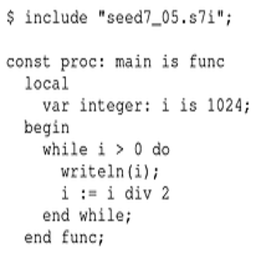 $ include "seed7_05.s7i";

const proc: main is func
  local
    var integer: i is 1024;
  begin
    while i > 0 do
      writeln(i);
      i := i div 2
    end while;
  end func;